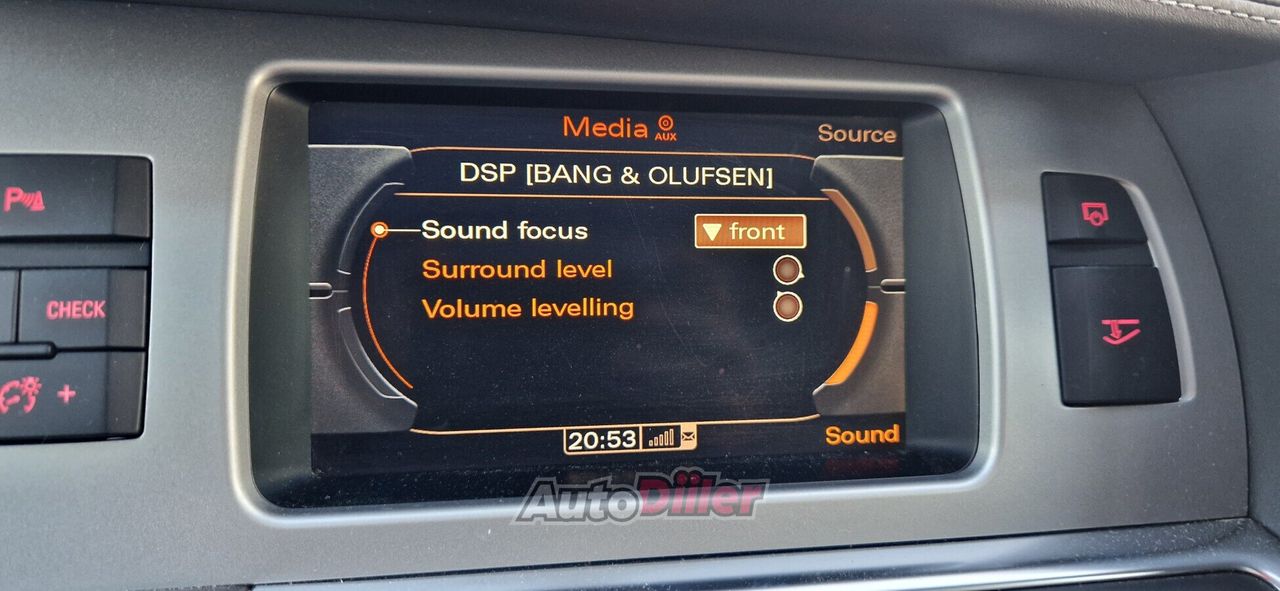 Media AUX
Source
DSP [BANG & OLUFSEN]
Sound focus
front
Surround level
Volume levelling
20:53
Sound
P
CHECK
+
AutoDiler